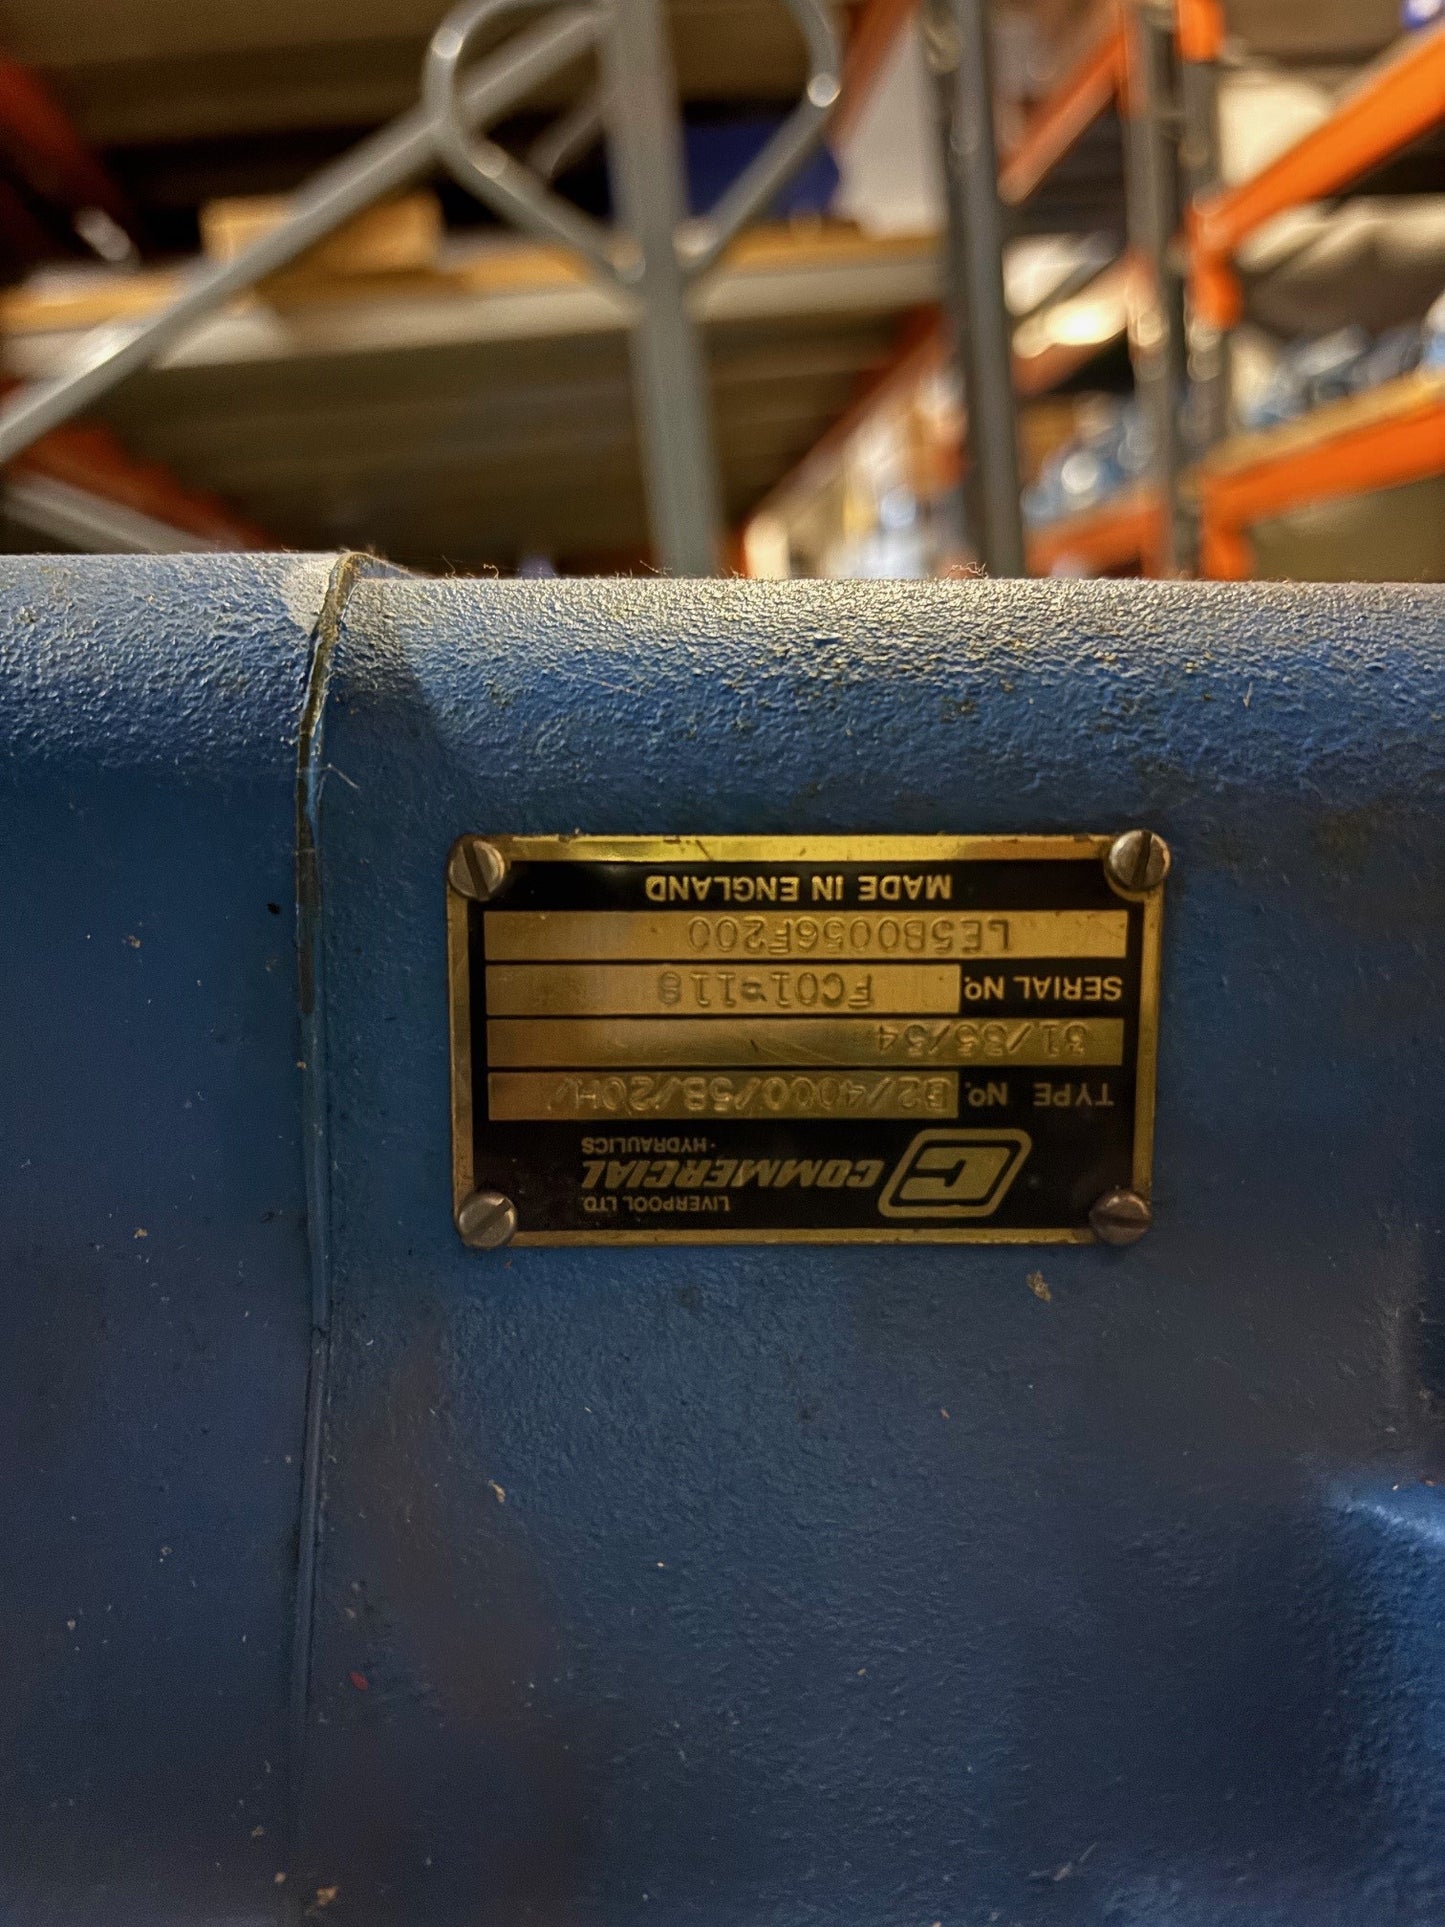 LIVERPOOL LTD.
C COMMERCIAL
· HYDRAULICS
TYPE No. B2/4000/5B/20H/
31/35/34
SERIAL No. FC01-118
LE5B0056F200
MADE IN ENGLAND